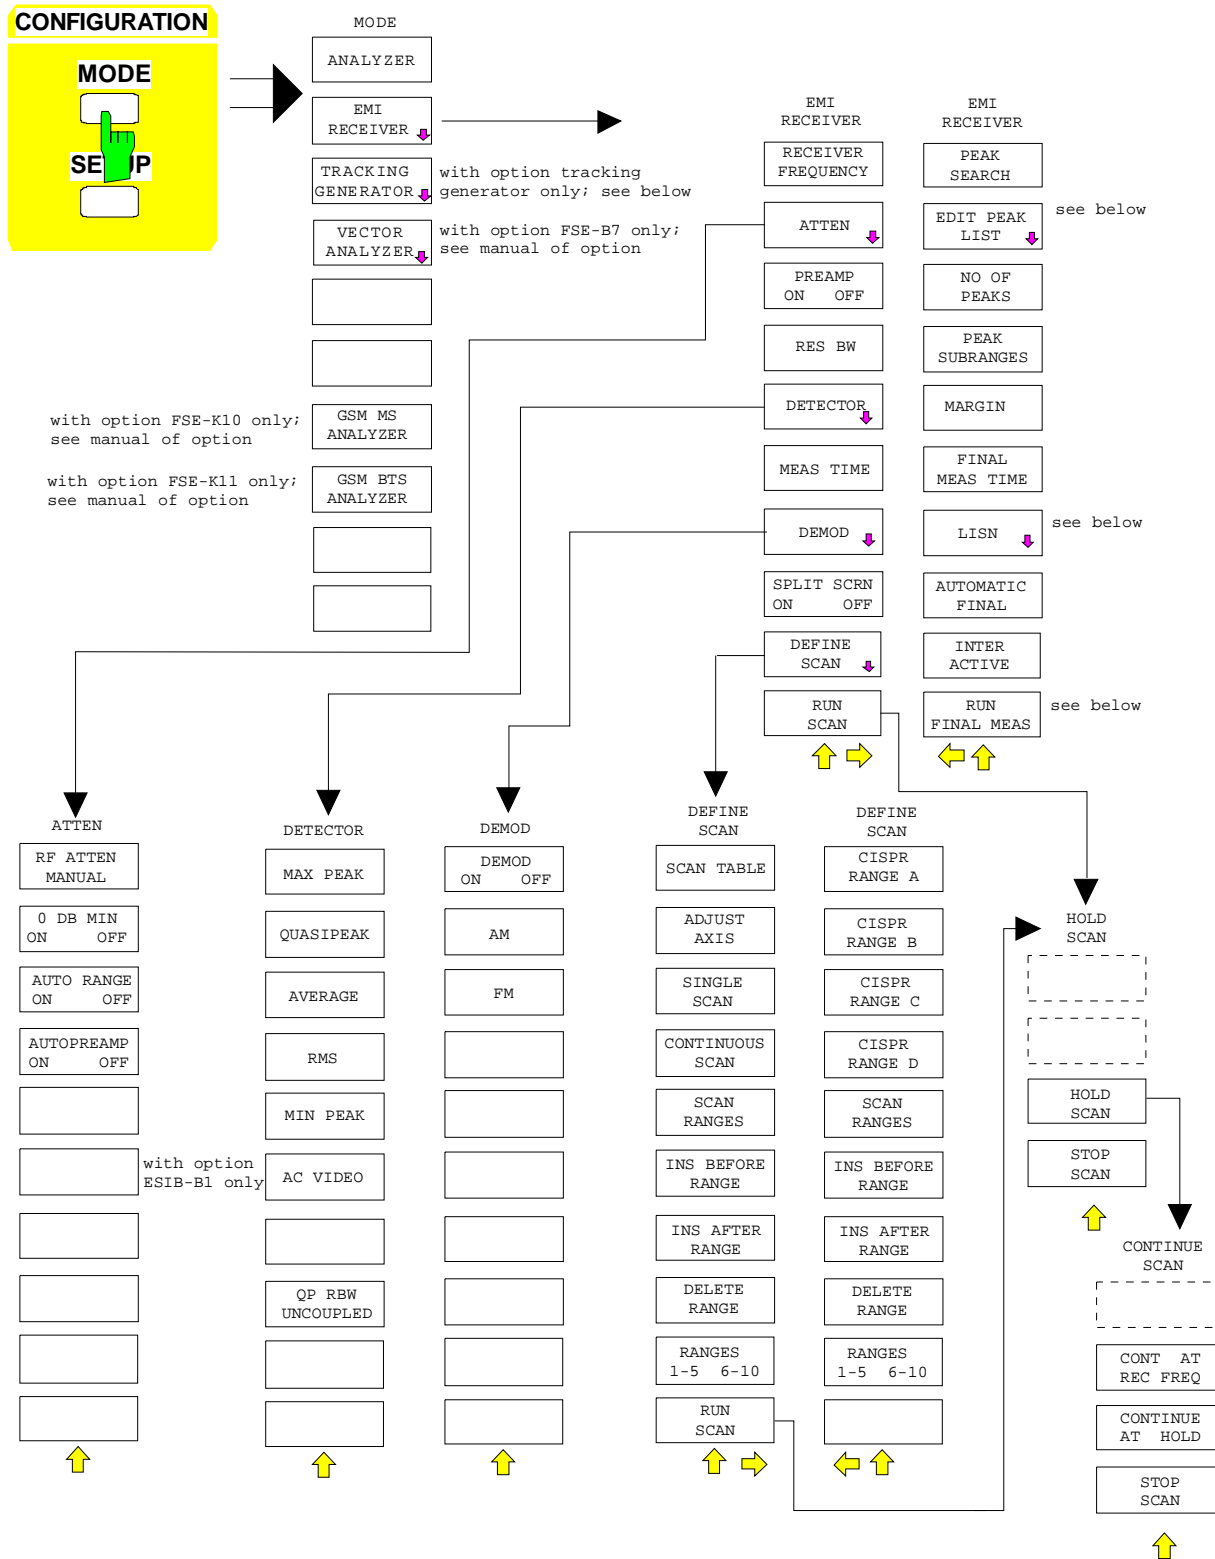 CONFIGURATION
MODE
SETUP
MODE
ANALYZER
EMI
RECEIVER
TRACKING
GENERATOR
with option tracking
generator only; see below
VECTOR
ANALYZER
with option FSE-B7 only;
see manual of option
with option FSE-K10 only;
see manual of option
GSM MS
ANALYZER
with option FSE-K11 only;
see manual of option
GSM BTS
ANALYZER
EMI
RECEIVER
RECEIVER
FREQUENCY
ATTEN
PREAMP
ON OFF
RES BW
DETECTOR
MEAS TIME
DEMOD
SPLIT SCRN
ON OFF
DEFINE
SCAN
RUN
SCAN
EMI
RECEIVER
PEAK
SEARCH
EDIT PEAK
LIST
see below
NO OF
PEAKS
PEAK
SUBRANGES
MARGIN
FINAL
MEAS TIME
LISN
see below
AUTOMATIC
FINAL
INTER
ACTIVE
RUN
FINAL MEAS
see below
ATTEN
RF ATTEN
MANUAL
0 DB MIN
ON OFF
AUTO RANGE
ON OFF
AUTOPREAMP
ON OFF
with option
ESIB-B1 only
DETECTOR
MAX PEAK
QUASIPEAK
AVERAGE
RMS
MIN PEAK
AC VIDEO
QP RBW
UNCOUPLED
DEMOD
DEMOD
ON OFF
AM
FM
DEFINE
SCAN
SCAN TABLE
ADJUST
AXIS
SINGLE
SCAN
CONTINUOUS
SCAN
SCAN
RANGES
INS BEFORE
RANGE
INS AFTER
RANGE
DELETE
RANGE
RANGES
1-5 6-10
RUN
SCAN
DEFINE
SCAN
CISPR
RANGE A
CISPR
RANGE B
CISPR
RANGE C
CISPR
RANGE D
SCAN
RANGES
INS BEFORE
RANGE
INS AFTER
RANGE
DELETE
RANGE
RANGES
1-5 6-10
HOLD
SCAN
HOLD
SCAN
STOP
SCAN
CONTINUE
SCAN
CONT AT
REC FREQ
CONTINUE
AT HOLD
STOP
SCAN